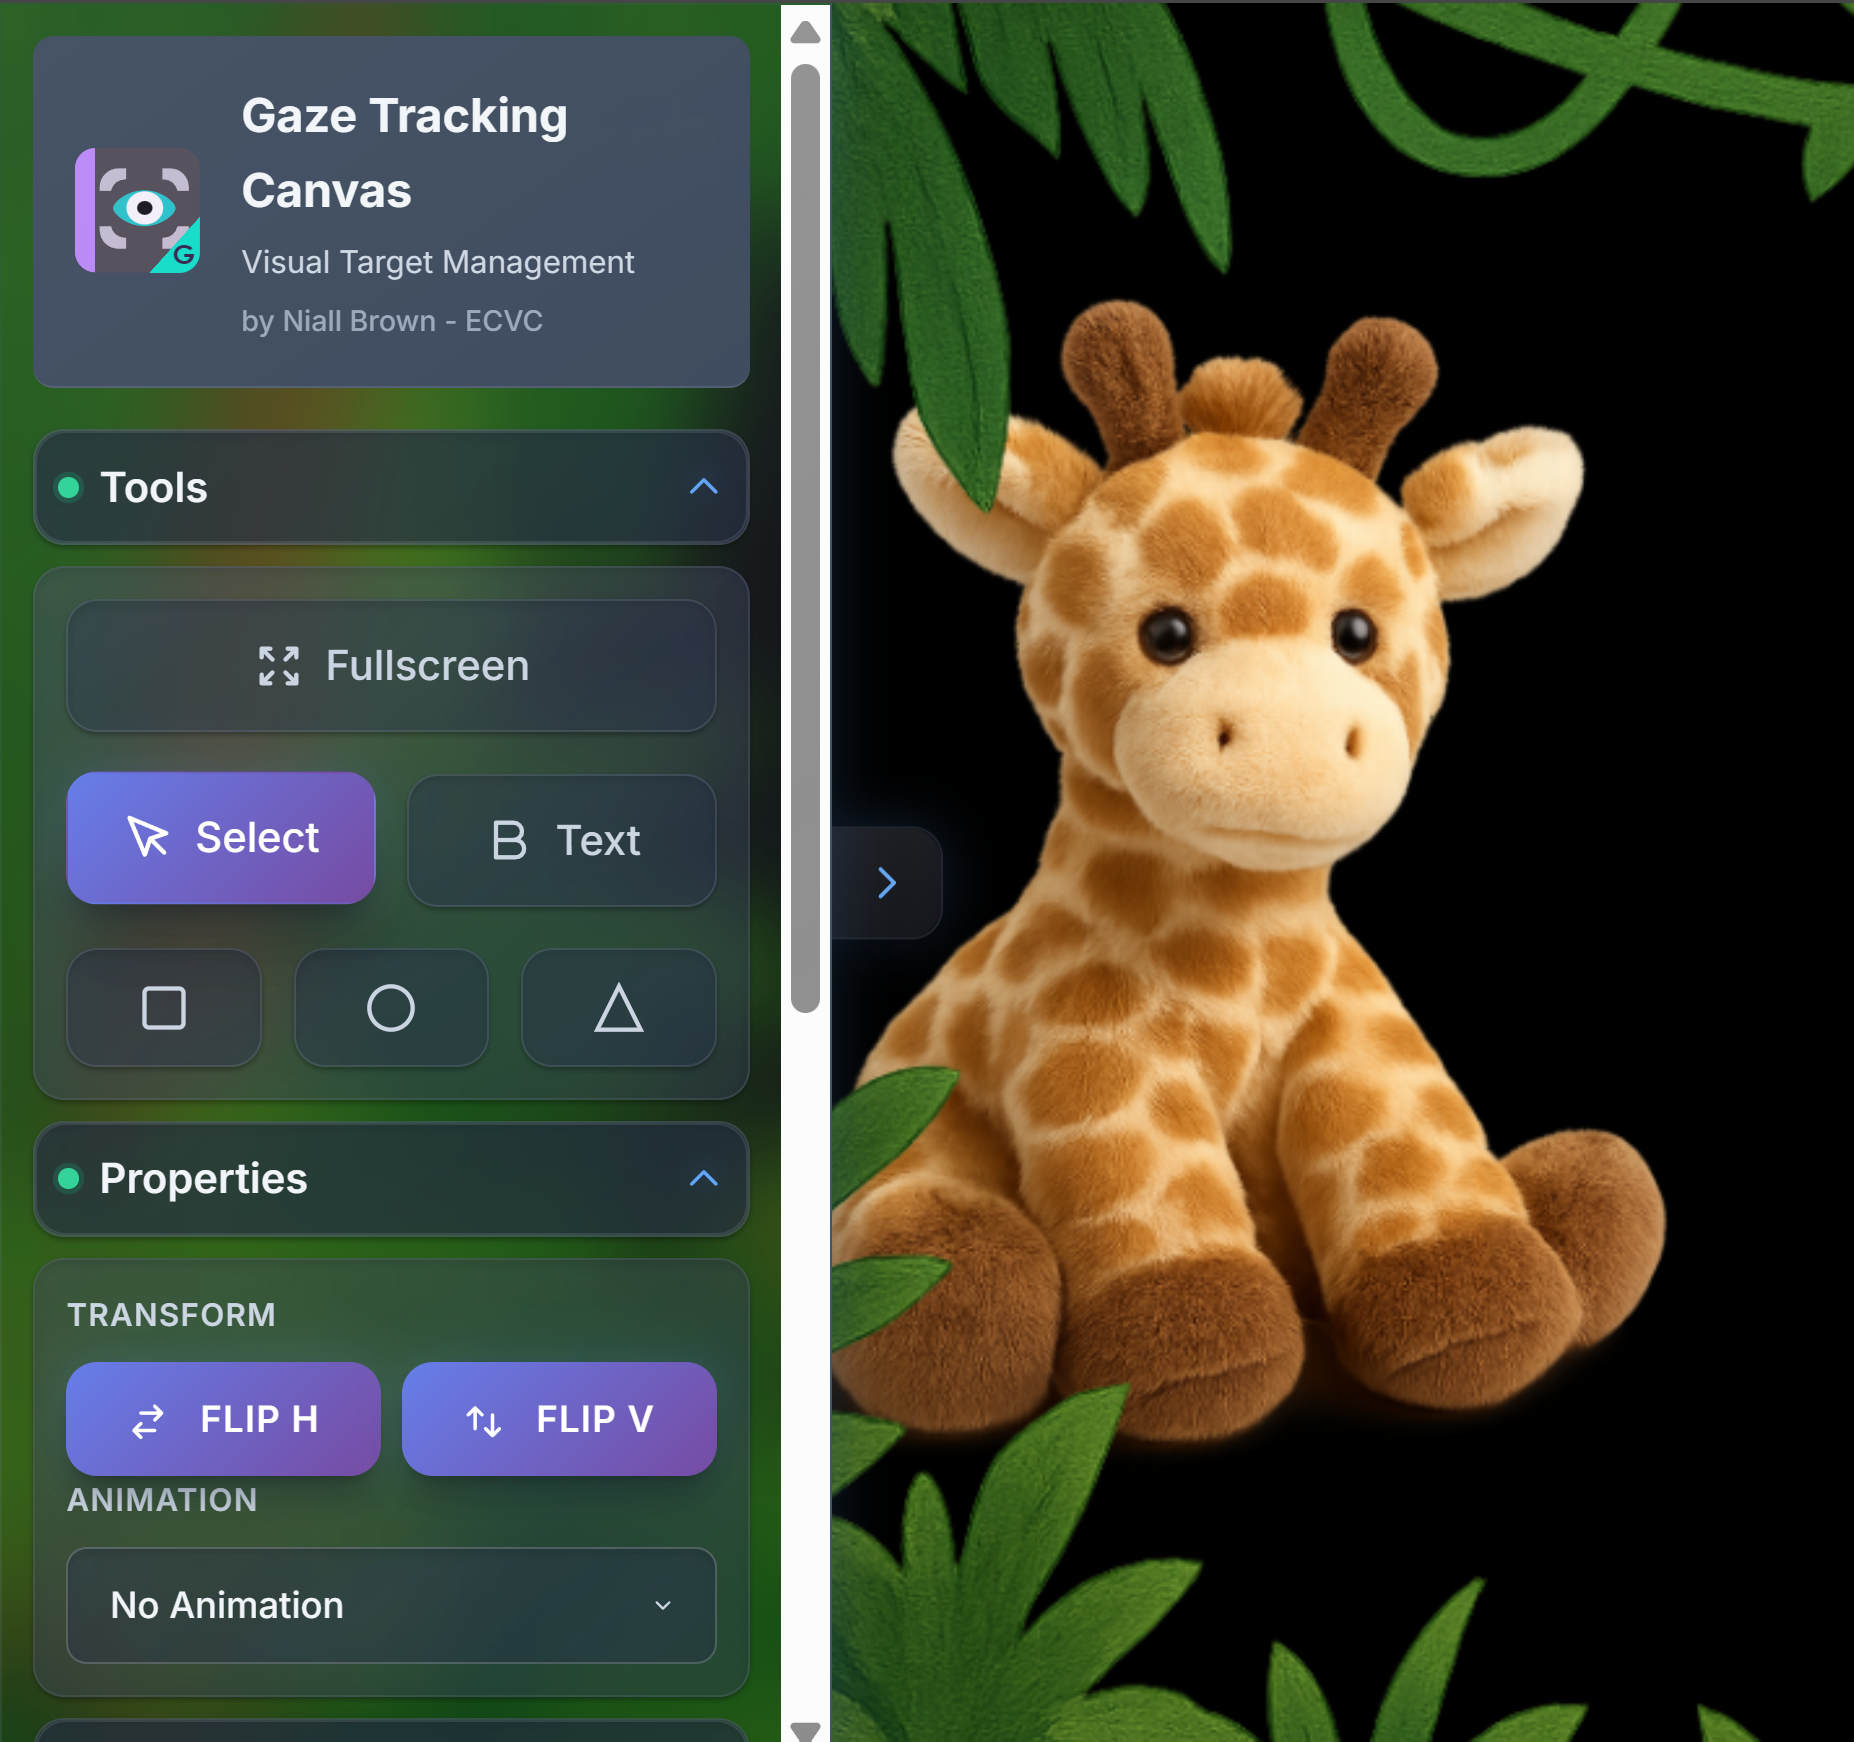 Gaze Tracking
Canvas
Visual Target Management
by Niall Brown - ECVC
G
Tools
Fullscreen
Select
B Text
Properties
TRANSFORM
FLIP H
FLIP V
ANIMATION
No Animation